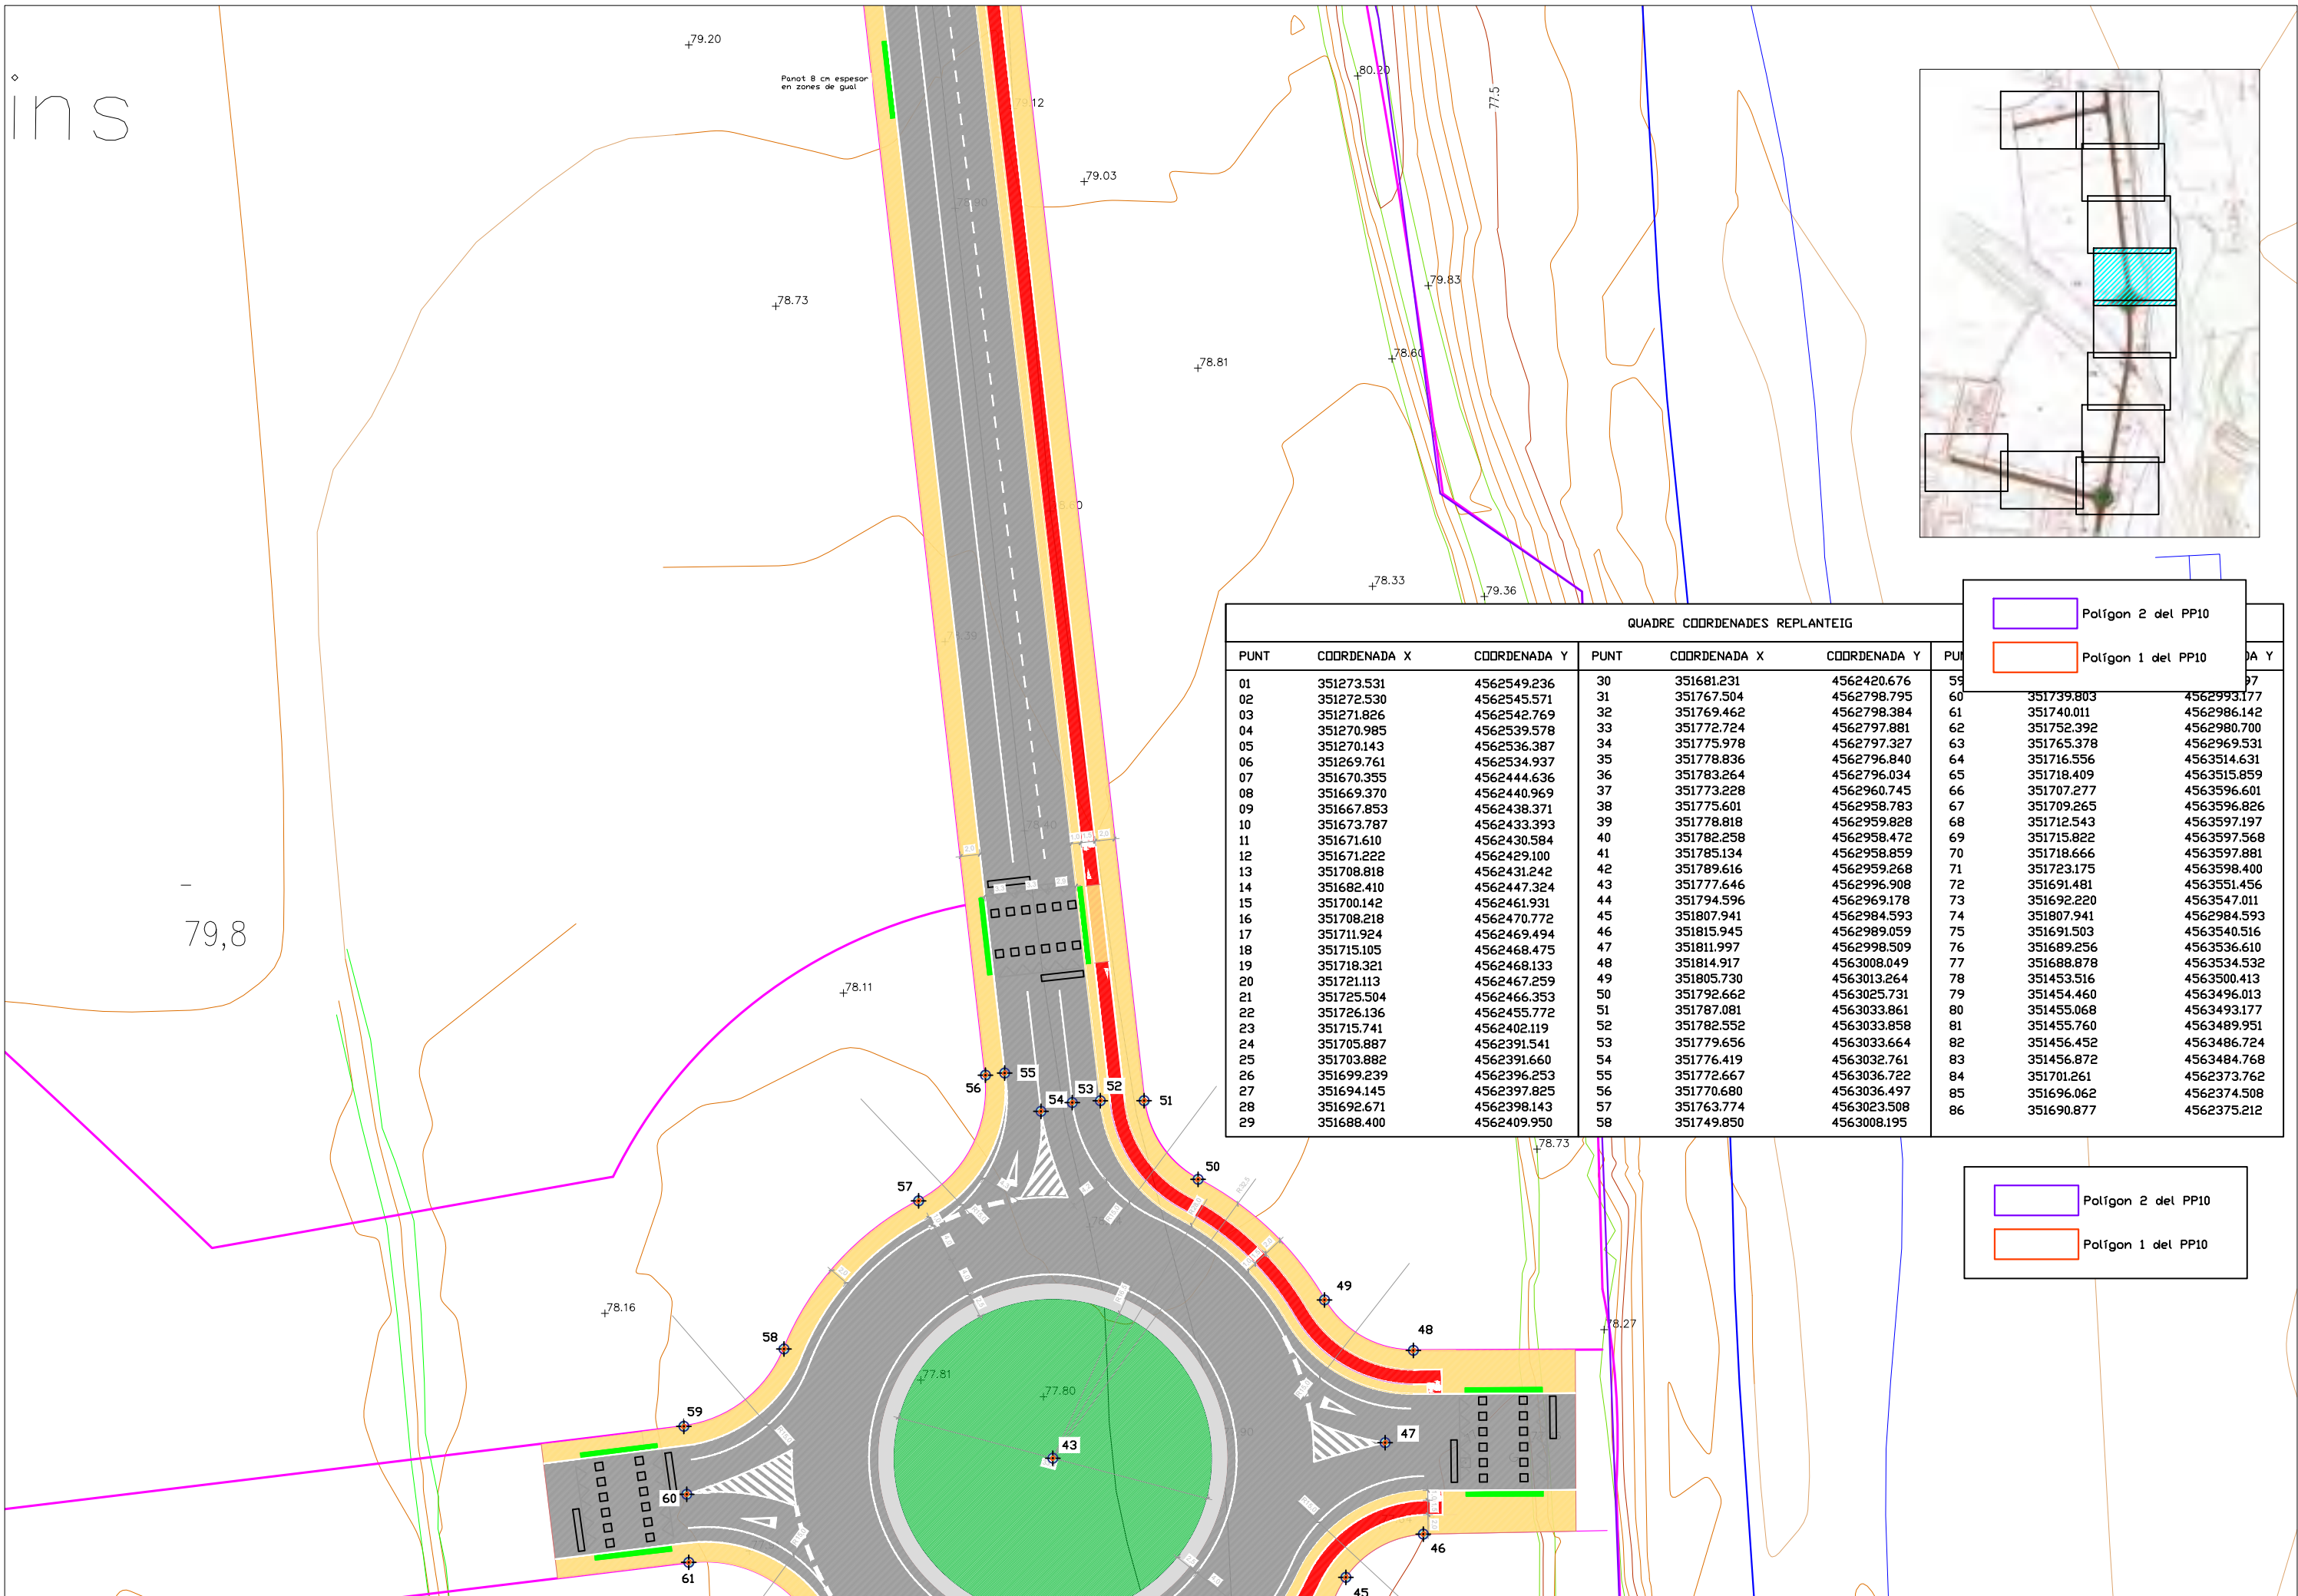 79.20
ins
Panot 8 cm espesor
en zones de gual
79.12
80.20
77.5
79.03
78.90
79.83
78.73
78.60
78.81
78.33
79.36
Polígon 2 del PP10
Polígon 1 del PP10
QUADRE COORDENADES REPLANTEIG
PUNT COORDENADA X COORDENADA Y PUNT COORDENADA X COORDENADA Y
01 351273.531 4562549.236 30 351681.231 4562420.676 59
02 351272.530 4562545.571 31 351767.504 4562798.795 60 351739.803 4562993.177
03 351271.826 4562542.769 32 351769.462 4562798.384 61 351740.011 4562986.142
04 351270.985 4562539.578 33 351772.724 4562797.881 62 351752.392 4562980.700
05 351270.143 4562536.387 34 351775.978 4562797.327 63 351765.378 4562969.531
06 351269.761 4562534.937 35 351778.836 4562796.840 64 351716.556 4563514.631
07 351670.355 4562444.636 36 351783.264 4562796.034 65 351718.409 4563515.859
08 351669.370 4562440.969 37 351773.228 4562960.745 66 351707.277 4563596.601
09 351667.853 4562438.371 38 351775.601 4562958.783 67 351709.265 4563596.826
10 351673.787 4562433.393 39 351778.818 4562959.828 68 351712.543 4563597.197
11 351671.610 4562430.584 40 351782.258 4562958.472 69 351715.822 4563597.568
12 351671.222 4562429.100 41 351785.134 4562958.859 70 351718.666 4563597.881
13 351708.818 4562431.242 42 351789.616 4562959.268 71 351723.175 4563598.400
14 351682.410 4562447.324 43 351777.646 4562996.908 72 351691.481 4563551.456
15 351700.142 4562461.931 44 351794.596 4562969.178 73 351692.220 4563547.011
16 351708.218 4562470.772 45 351807.941 4562984.593 74 351807.941 4562984.593
17 351711.924 4562469.494 46 351815.945 4562989.059 75 351691.503 4563540.516
18 351715.105 4562468.475 47 351811.997 4562998.509 76 351689.256 4563536.610
19 351718.321 4562468.133 48 351814.917 4563008.049 77 351688.878 4563534.532
20 351721.113 4562467.259 49 351805.730 4563013.264 78 351453.516 4563500.413
21 351725.504 4562466.353 50 351792.662 4563025.731 79 351454.460 4563496.013
22 351726.136 4562455.772 51 351787.081 4563033.861 80 351455.068 4563493.177
23 351715.741 4562402.119 52 351782.552 4563033.858 81 351455.760 4563489.951
24 351705.887 4562391.541 53 351779.656 4563033.664 82 351456.452 4563486.724
25 351703.882 4562391.660 54 351776.419 4563032.761 83 351456.872 4563484.768
26 351699.239 4562396.253 55 351772.667 4563036.722 84 351701.261 4562373.762
27 351694.145 4562397.825 56 351770.680 4563036.497 85 351696.062 4562374.508
28 351692.671 4562398.143 57 351763.774 4563023.508 86 351690.877 4562375.212
29 351688.400 4562409.950 58 351749.850 4563008.195
78.40
2,0
79,8
78.11
56
55
54
53
52
51
50
57
78.73
Polígon 2 del PP10
Polígon 1 del PP10
78.16
49
48
78.27
58
77.81
77.80
59
43
47
60
46
61
45